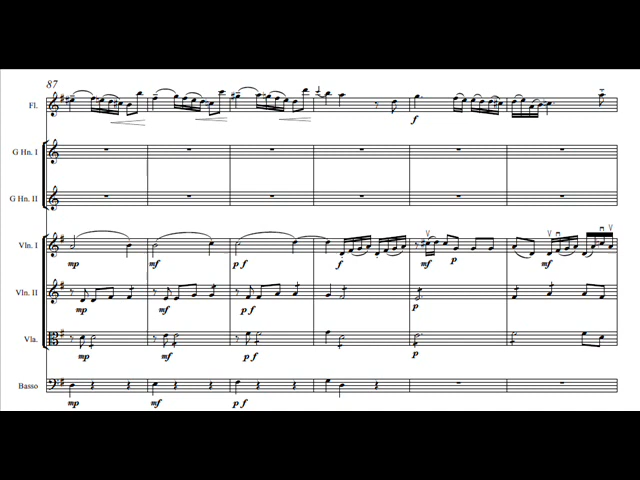 87
Fl.
f
G Hn. I
G Hn. II
Vln. I
mp mf p f f mf p mf
Vln. II
mp mf p f p
Vla.
mp mf p f p
Basso
mp mf p f